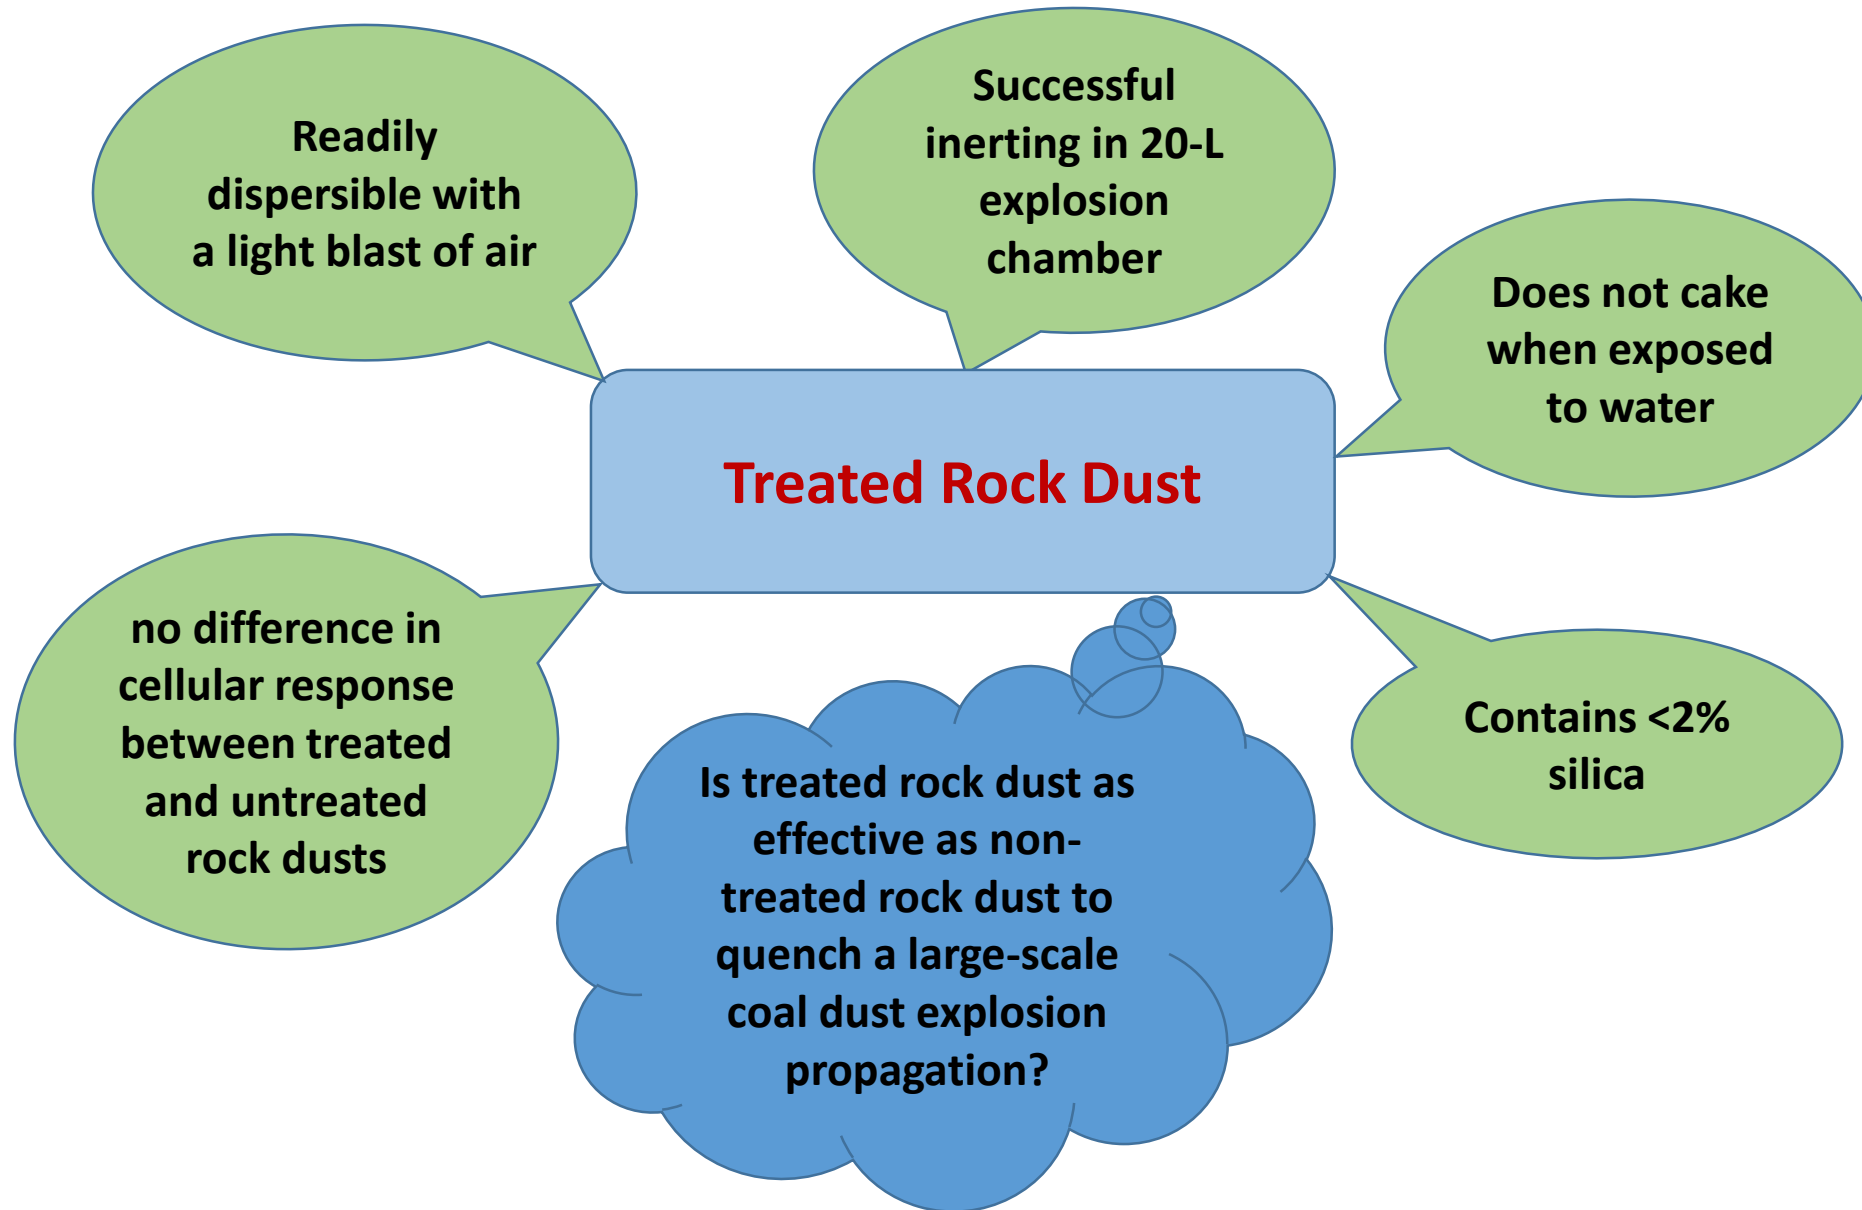 Readily
dispersible with
a light blast of air
Successful
inerting in 20-L
explosion
chamber
Does not cake
when exposed
to water
Treated Rock Dust
no difference in
cellular response
between treated
and untreated
rock dusts
Is treated rock dust as
effective as non-
treated rock dust to
quench a large-scale
coal dust explosion
propagation?
Contains <2%
silica